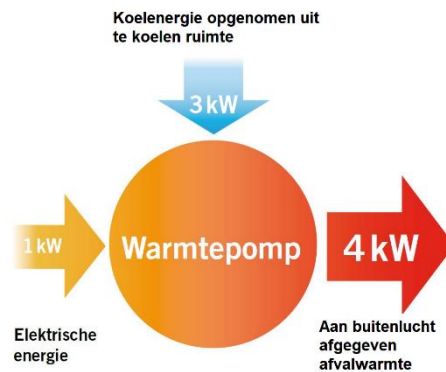 Koelenergie opgenomen uit
te koelen ruimte
3 kW
1 kW
Warmtepomp
4 kW
Elektrische
energie
Aan buitenlucht
afgegeven
afvalwarmte